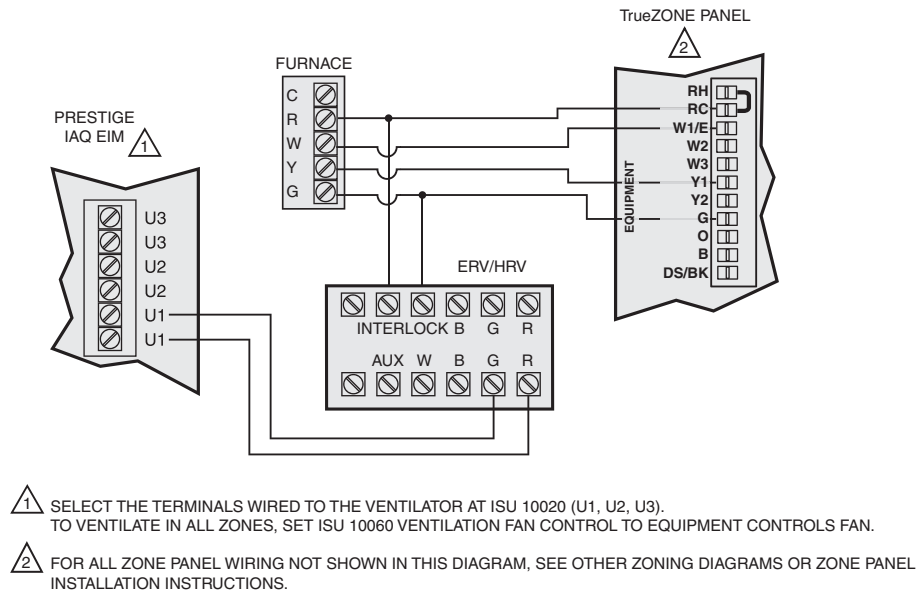 TrueZONE PANEL
2
FURNACE
C
R
W
Y
G
PRESTIGE
IAQ EIM
1
RH
RC
W1/E
W2
W3
Y1
Y2
G
O
B
DS/BK
EQUIPMENT
U3
U3
U2
U2
U1
U1
ERV/HRV
INTERLOCK B G R
AUX W B G R
1 SELECT THE TERMINALS WIRED TO THE VENTILATOR AT ISU 10020 (U1, U2, U3).
TO VENTILATE IN ALL ZONES, SET ISU 10060 VENTILATION FAN CONTROL TO EQUIPMENT CONTROLS FAN.
2 FOR ALL ZONE PANEL WIRING NOT SHOWN IN THIS DIAGRAM, SEE OTHER ZONING DIAGRAMS OR ZONE PANEL
INSTALLATION INSTRUCTIONS.